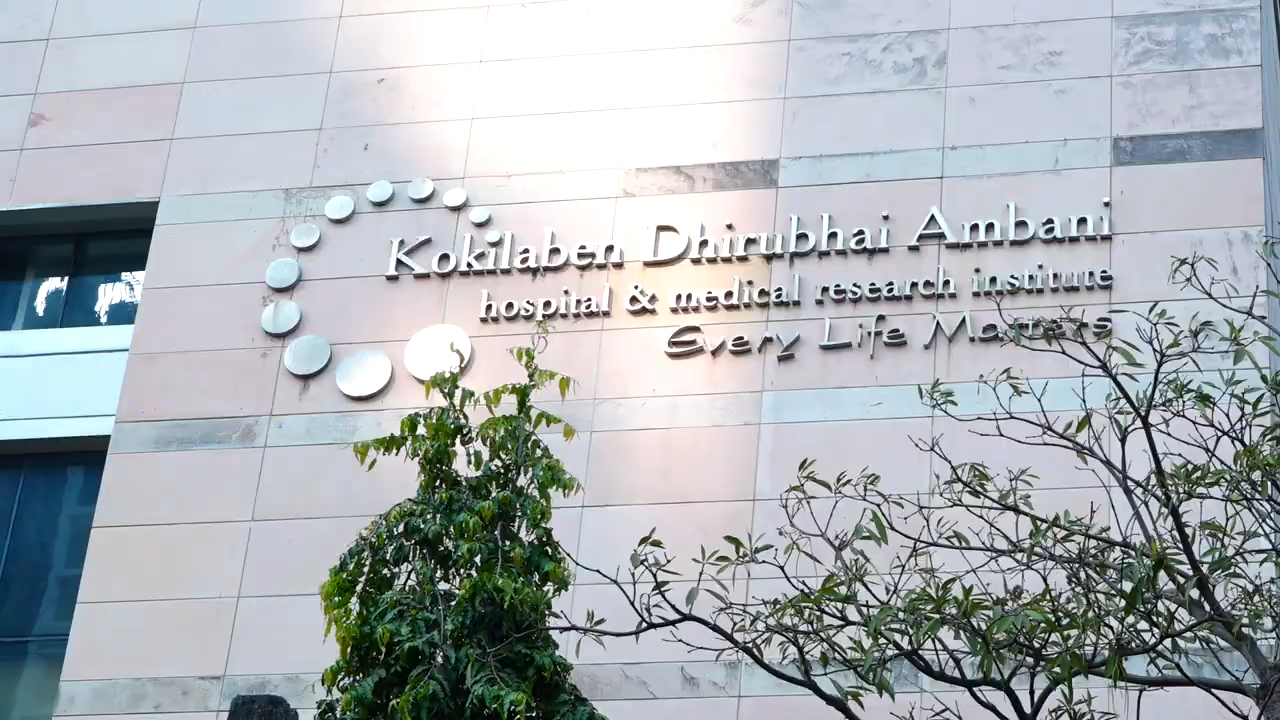 Kokilaben Dhirubhai Ambani
hospital & medical research institute
Every Life Matters